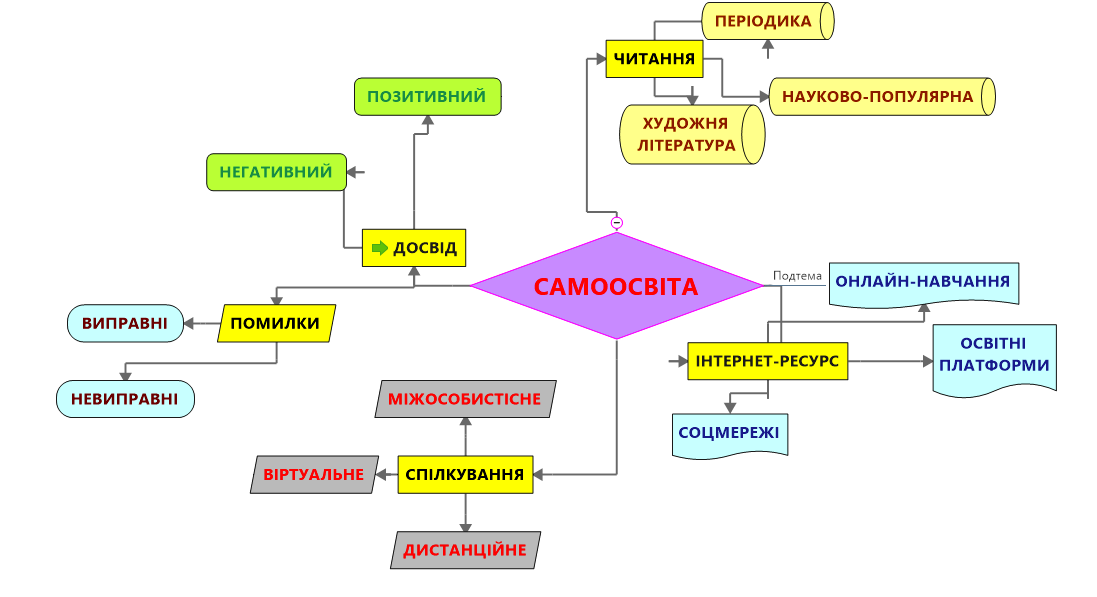 ПЕРІОДИКА
ЧИТАННЯ
НАУКОВО-ПОПУЛЯРНА
ХУДОЖНЯ
ЛІТЕРАТУРА
ПОЗИТИВНИЙ
НЕГАТИВНИЙ
ДОСВІД
САМООСВІТА
Подтема
ОНЛАЙН-НАВЧАННЯ
ВИПРАВНІ
ПОМИЛКИ
НЕВИПРАВНІ
ІНТЕРНЕТ-РЕСУРС
ОСВІТНІ
ПЛАТФОРМИ
СОЦМЕРЕЖІ
МІЖОСОБИСТІСНЕ
ВІРТУАЛЬНЕ
СПІЛКУВАННЯ
ДИСТАНЦІЙНЕ